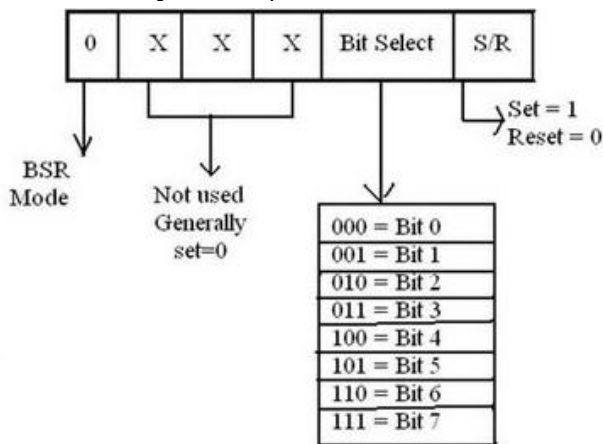 0 X X X Bit Select S/R
Set = 1
Reset = 0
BSR
Mode
Not used
Generally
set=0
000 = Bit 0
001 = Bit 1
010 = Bit 2
011 = Bit 3
100 = Bit 4
101 = Bit 5
110 = Bit 6
111 = Bit 7